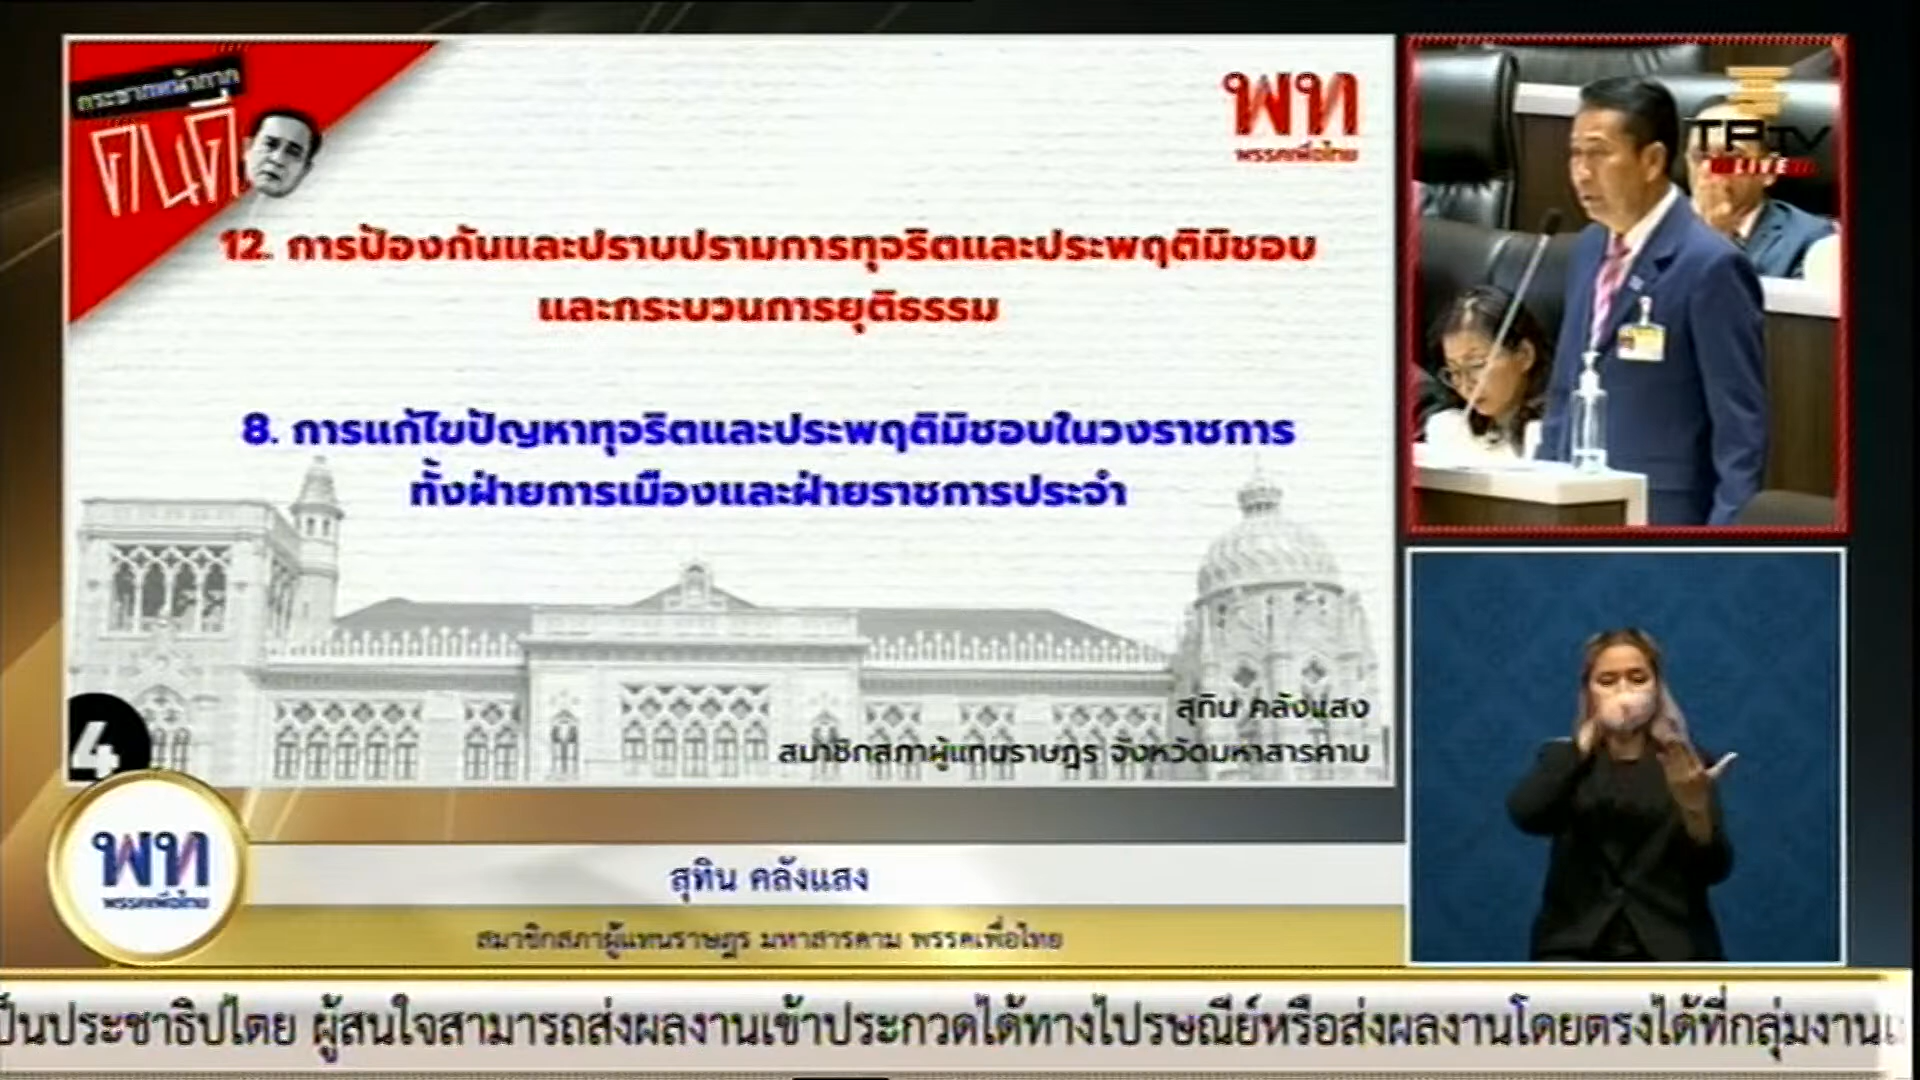 กระชากหน้ากาก
คนดี
พท
พรรคเพื่อไทย
12. การป้องกันและปราบปรามการทุจริตและประพฤติมิชอบ
และกระบวนการยุติธรรม
8. การแก้ไขปัญหาทุจริตและประพฤติมิชอบในวงราชการ
ทั้งฝ่ายการเมืองและฝ่ายราชการประจำ
สุทิน คลังแสง
สมาชิกสภาผู้แทนราษฎร จังหวัดมหาสารคาม
4
TPTV
LIVE
พท
พรรคเพื่อไทย
สุทิน คลังแสง
สมาชิกสภาผู้แทนราษฎร มหาสารคาม พรรคเพื่อไทย
เป็นประชาธิปไตย ผู้สนใจสามารถส่งผลงานเข้าประกวดได้ทางไปรษณีย์หรือส่งผลงานโดยตรงได้ที่กลุ่มงาน